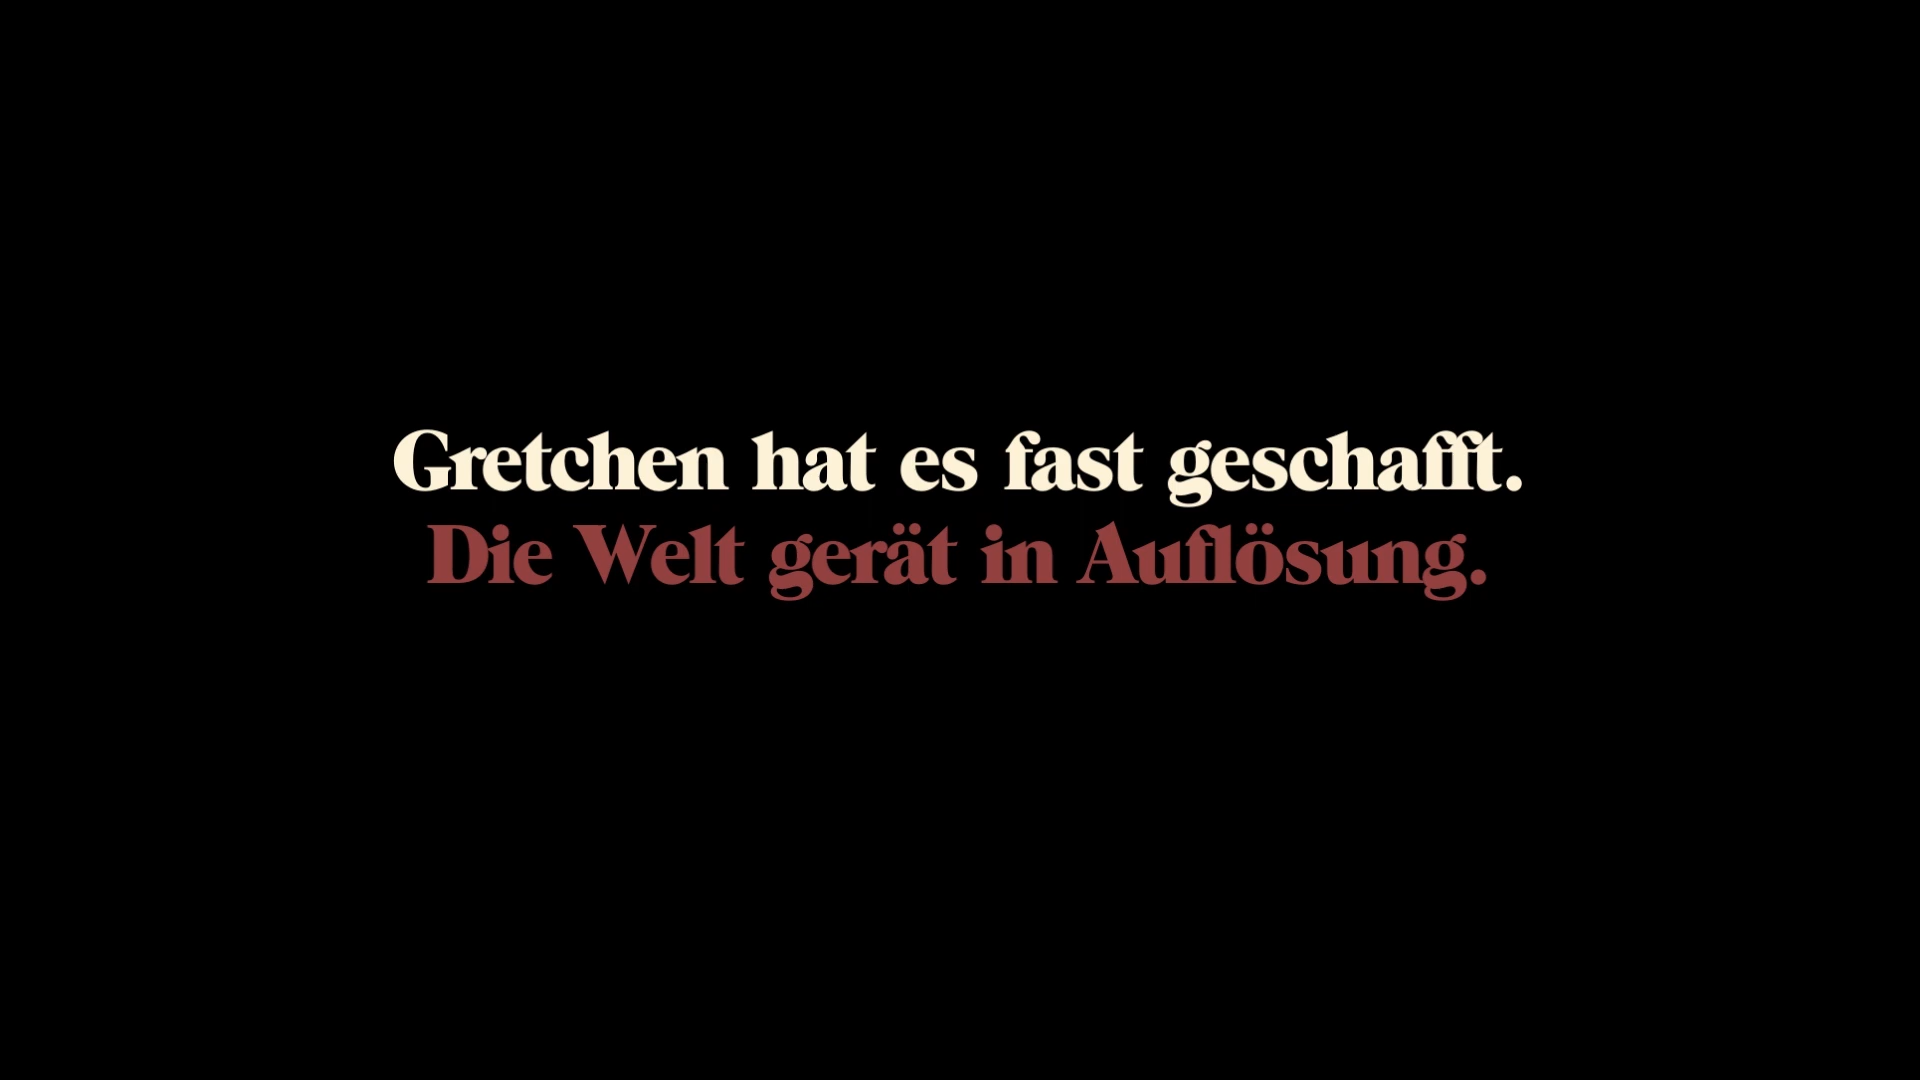 Gretchen hat es fast geschafft.
Die Welt gerät in Auflösung.